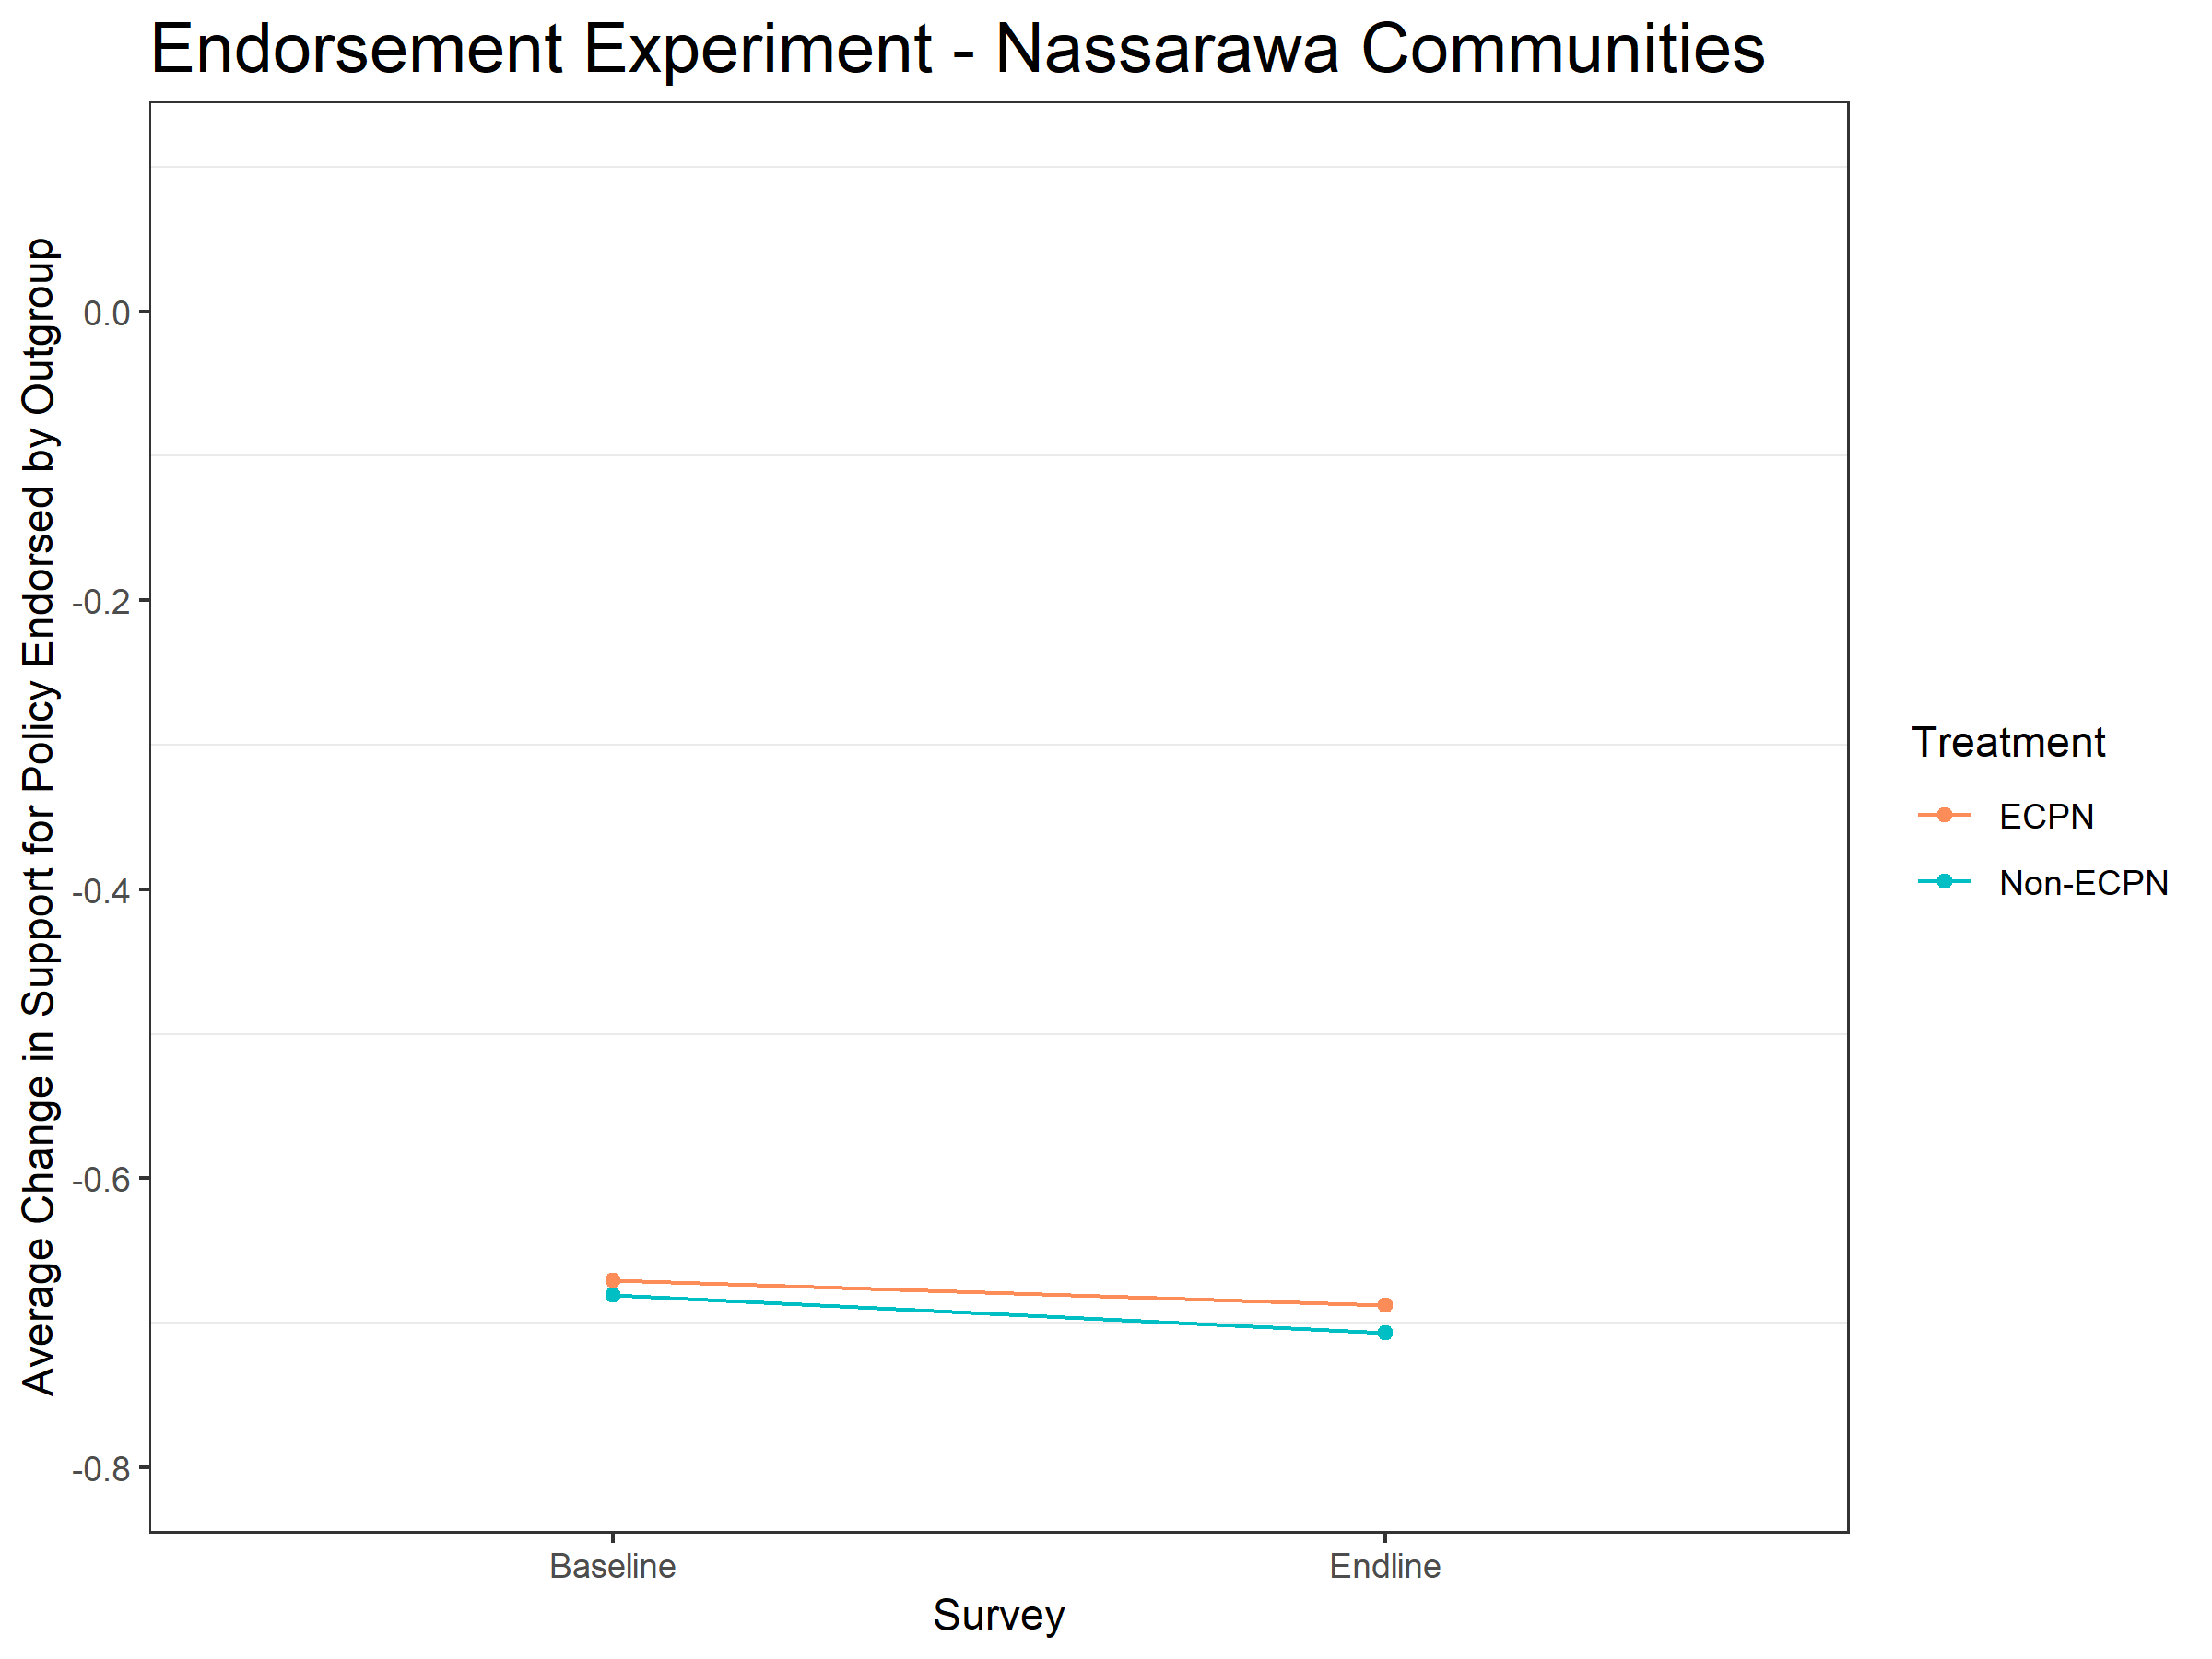 Endorsement Experiment - Nassarawa Communities
Average Change in Support for Policy Endorsed by Outgroup
0.0
-0.2
-0.4
-0.6
-0.8
Baseline
Endline
Survey
Treatment
ECPN
Non-ECPN